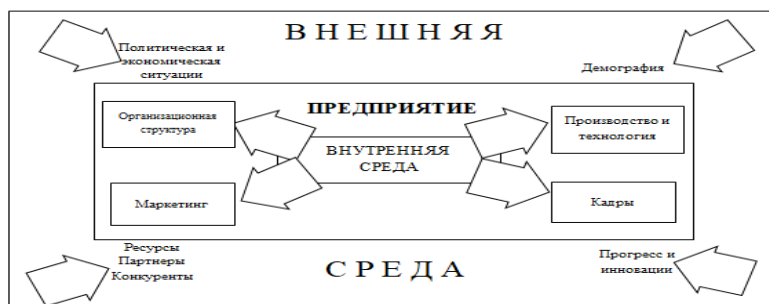 В Н Е Ш Н Я Я
Политическая и
экономическая
ситуации
Демография
ПРЕДПРИЯТИЕ
Организационная
структура
Производство и
технология
ВНУТРЕННЯЯ
СРЕДА
Маркетинг
Кадры
Ресурсы
Партнеры
Конкуренты
С Р Е Д А
Прогресс и
инновации